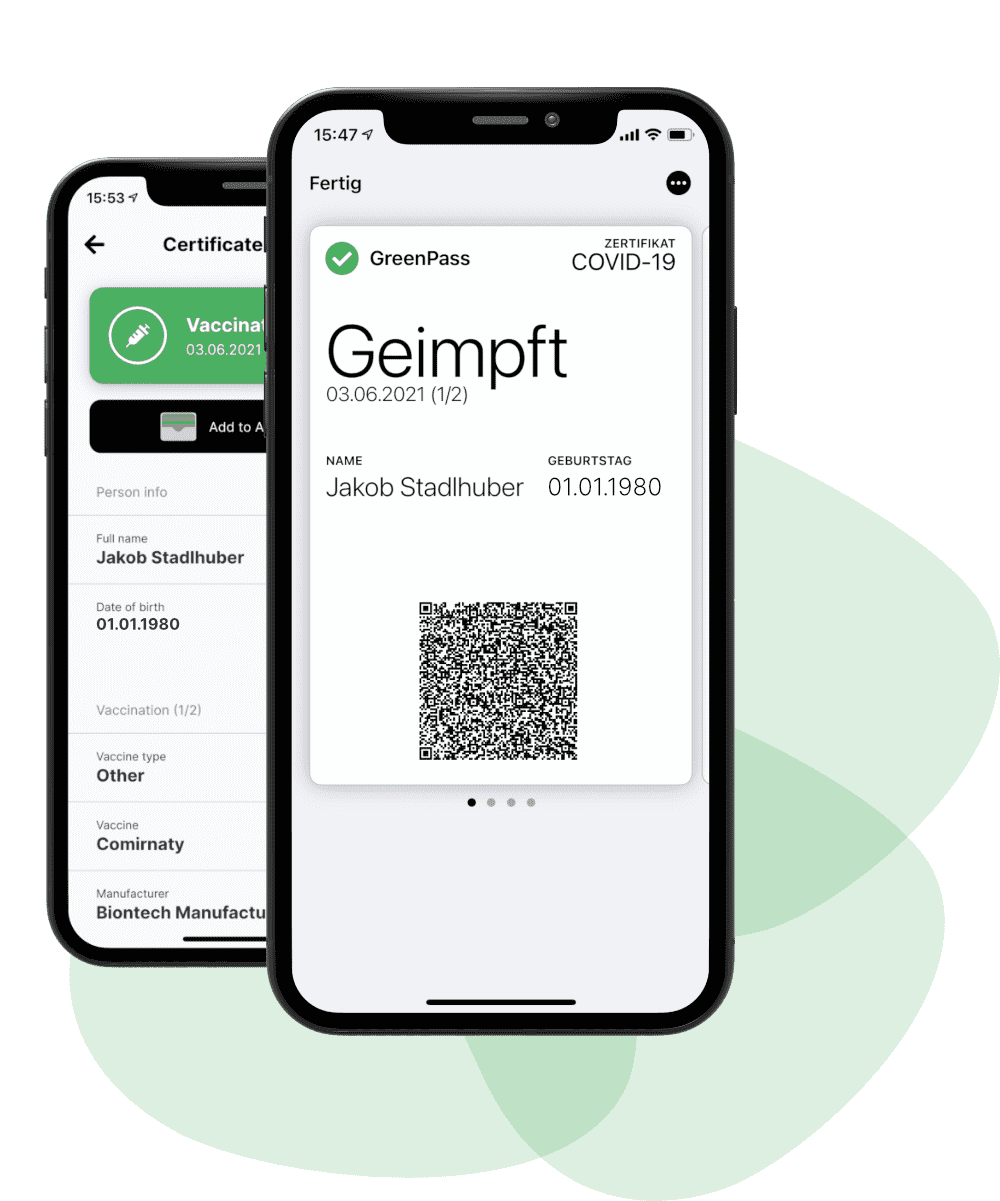 15:53
Certificate
Vaccinat
03.06.2021
Add to A
Person info
Full name
Jakob Stadlhuber
Date of birth
01.01.1980
Vaccination (1/2)
Vaccine type
Other
Vaccine
Comirnaty
Manufacturer
Biontech Manufactu
15:47
Fertig
GreenPass
ZERTIFIKAT
COVID-19
Geimpft
03.06.2021 (1/2)
NAME
GEBURTSTAG
Jakob Stadlhuber
01.01.1980